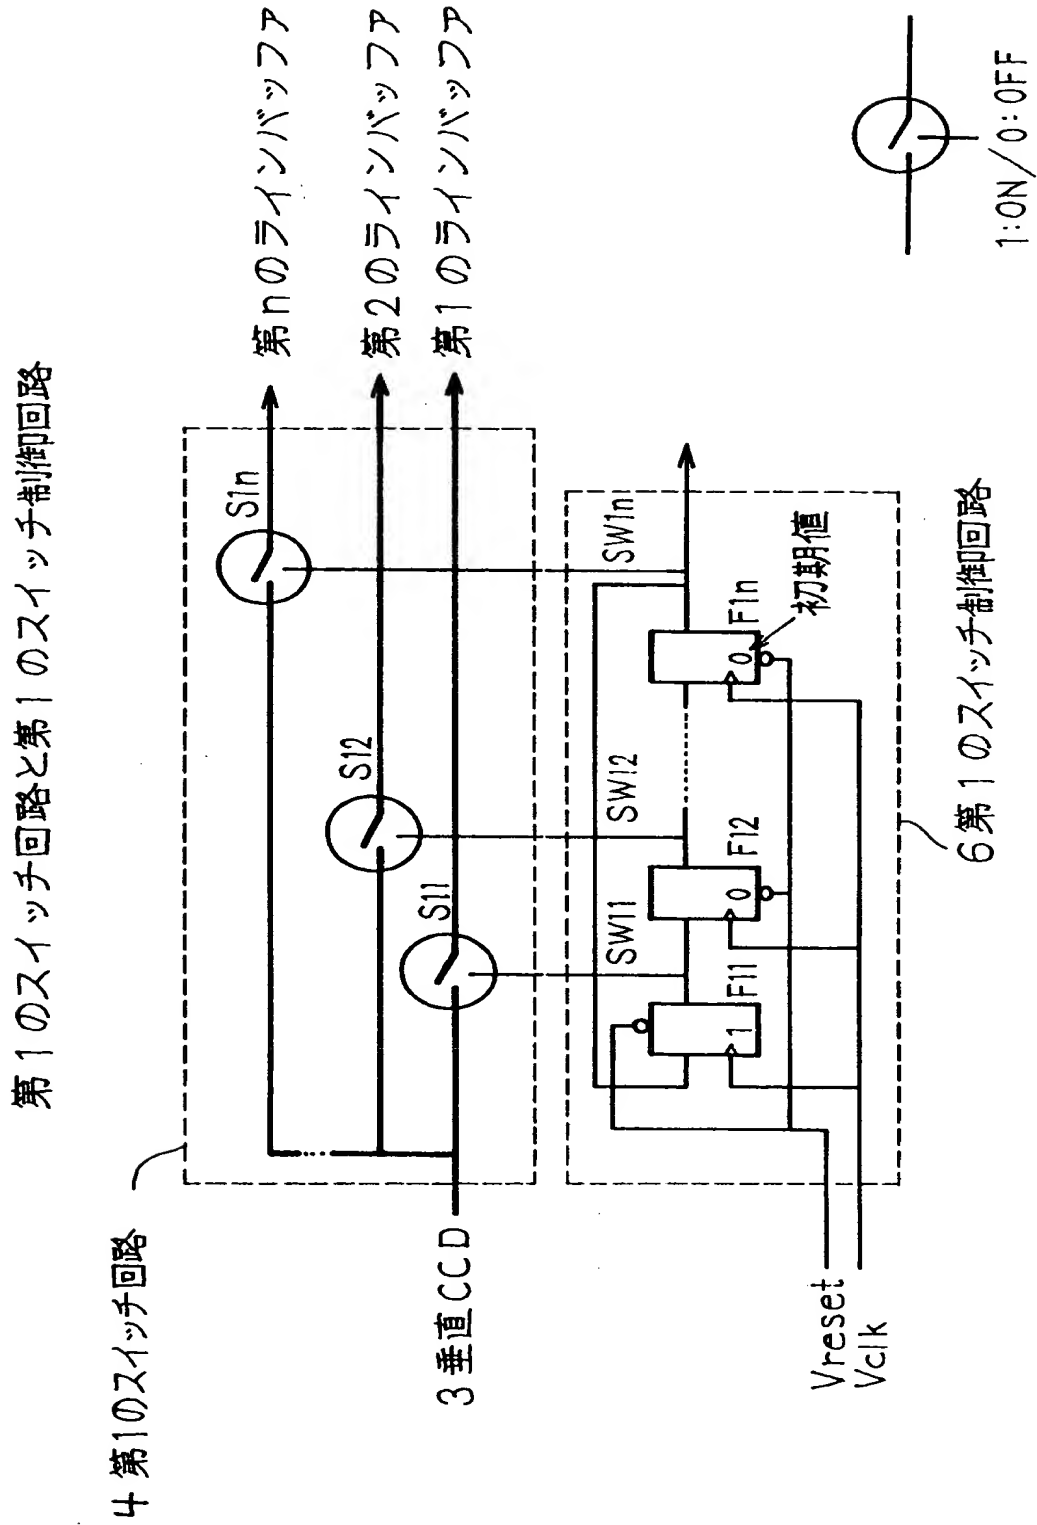 第1のスイッチ回路と第1のスイッチ制御回路
4 第1のスイッチ回路
S1n
第nのラインバッファ
S12
第2のラインバッファ
S11
第1のラインバッファ
3垂直CCD
SW11
SW12
SW1n
1
F11
0
F12
0
F1n
初期値
Vreset
Vclk
6第1のスイッチ制御回路
1:ON/0:OFF